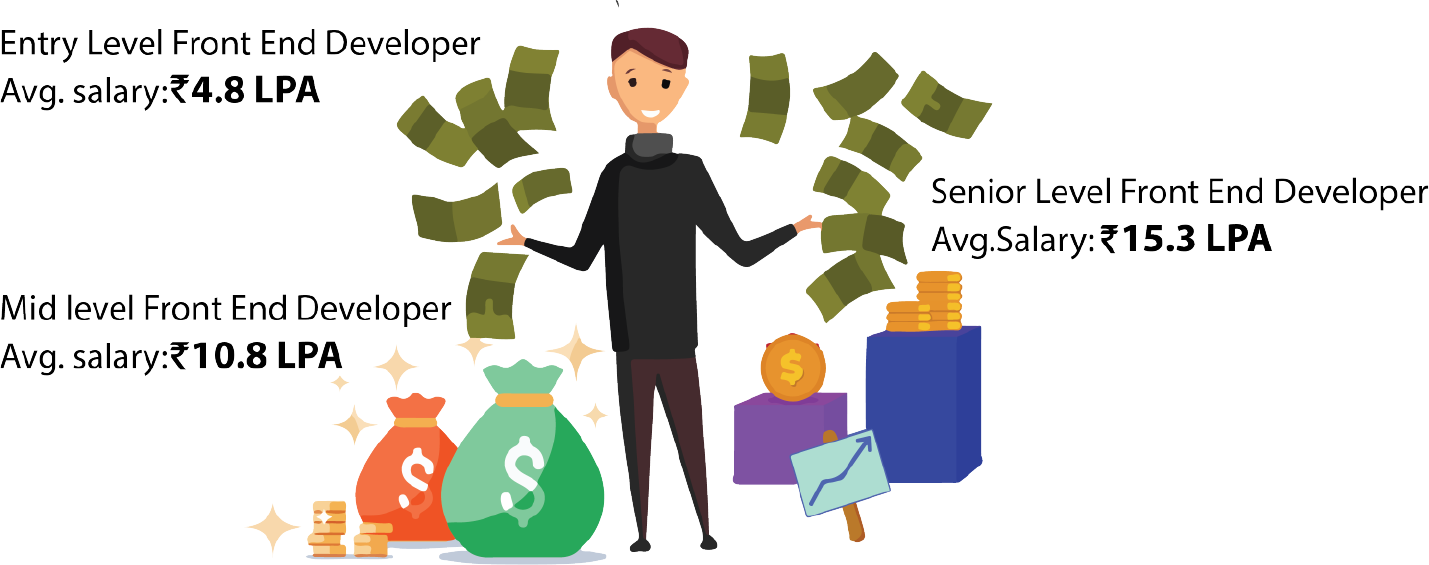 Entry Level Front End Developer
Avg. salary:₹4.8 LPA
Mid level Front End Developer
Avg. salary:₹10.8 LPA
Senior Level Front End Developer
Avg.Salary:₹15.3 LPA
$
$
$